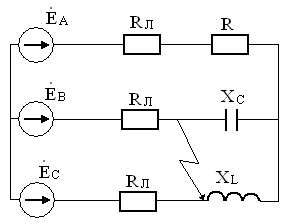 ĖA Rл R
ĖB Rл XC
ĖC Rл XL